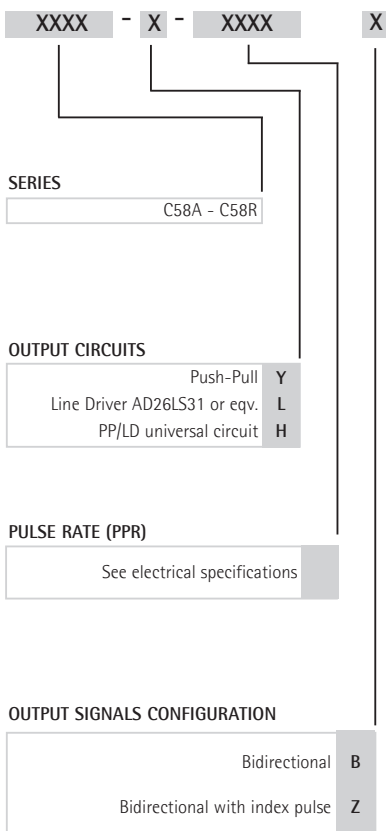 XXXX - X - XXXX X
SERIES
C58A - C58R
OUTPUT CIRCUITS
Push-Pull Y
Line Driver AD26LS31 or eqv. L
PP/LD universal circuit H
PULSE RATE (PPR)
See electrical specifications
OUTPUT SIGNALS CONFIGURATION
Bidirectional B
Bidirectional with index pulse Z